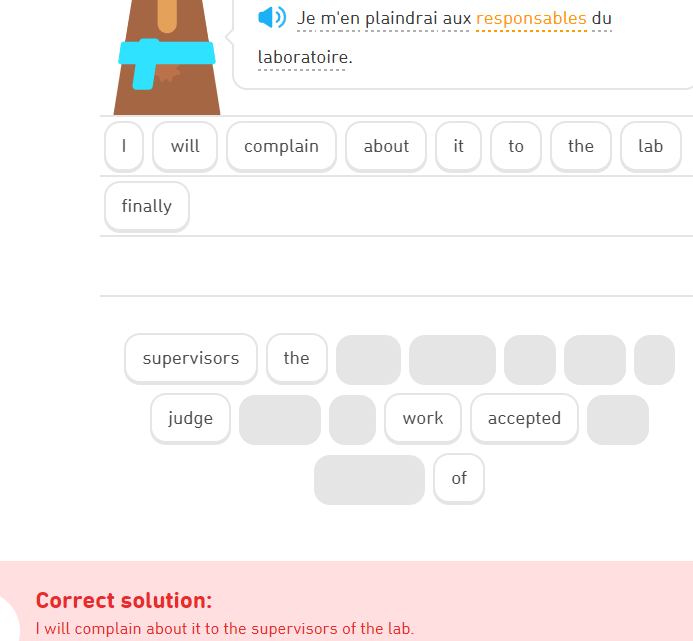 Je m'en plaindrai aux responsables du
laboratoire.
I will complain about it to the lab
finally
supervisors the
judge work accepted
of
Correct solution:
I will complain about it to the supervisors of the lab.